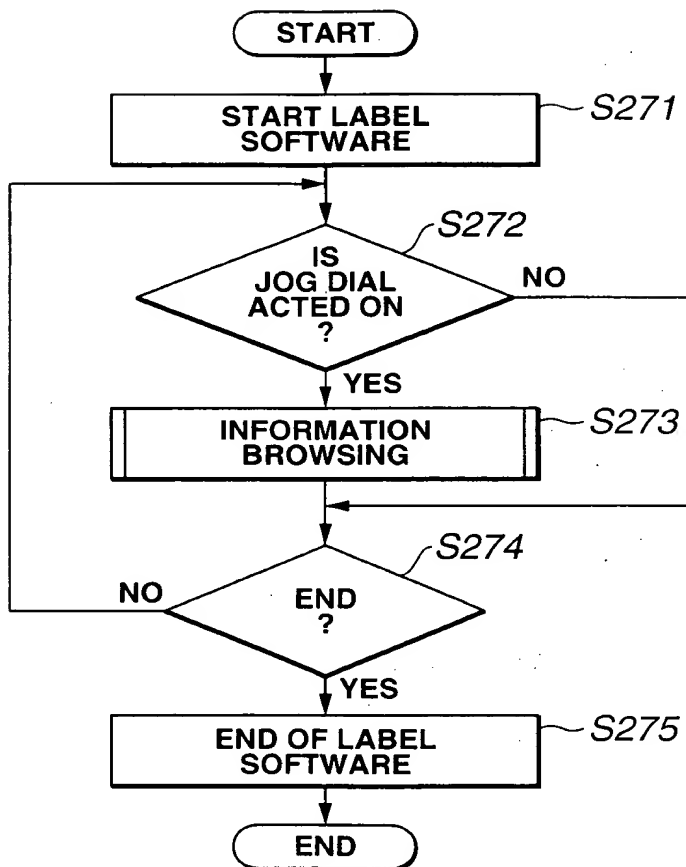 START
START LABEL
SOFTWARE
S271
S272
IS
JOG DIAL
ACTED ON
?
NO
YES
INFORMATION
BROWSING
S273
S274
NO
END
?
YES
END OF LABEL
SOFTWARE
S275
END